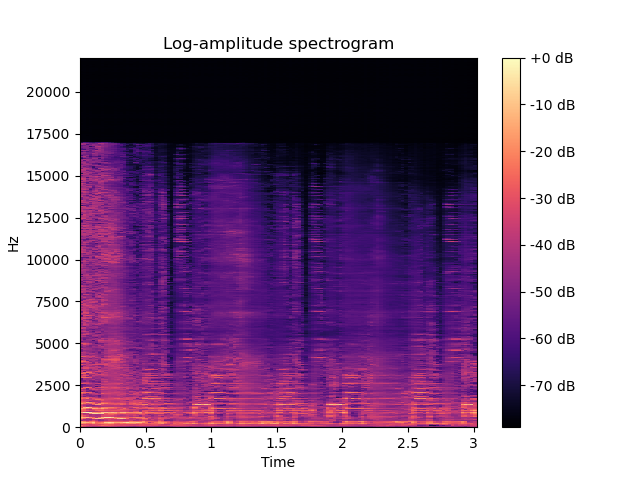 Log-amplitude spectrogram
Hz
20000
17500
15000
12500
10000
7500
5000
2500
0
0 0.5 1 1.5 2 2.5 3
Time
+0 dB
-10 dB
-20 dB
-30 dB
-40 dB
-50 dB
-60 dB
-70 dB